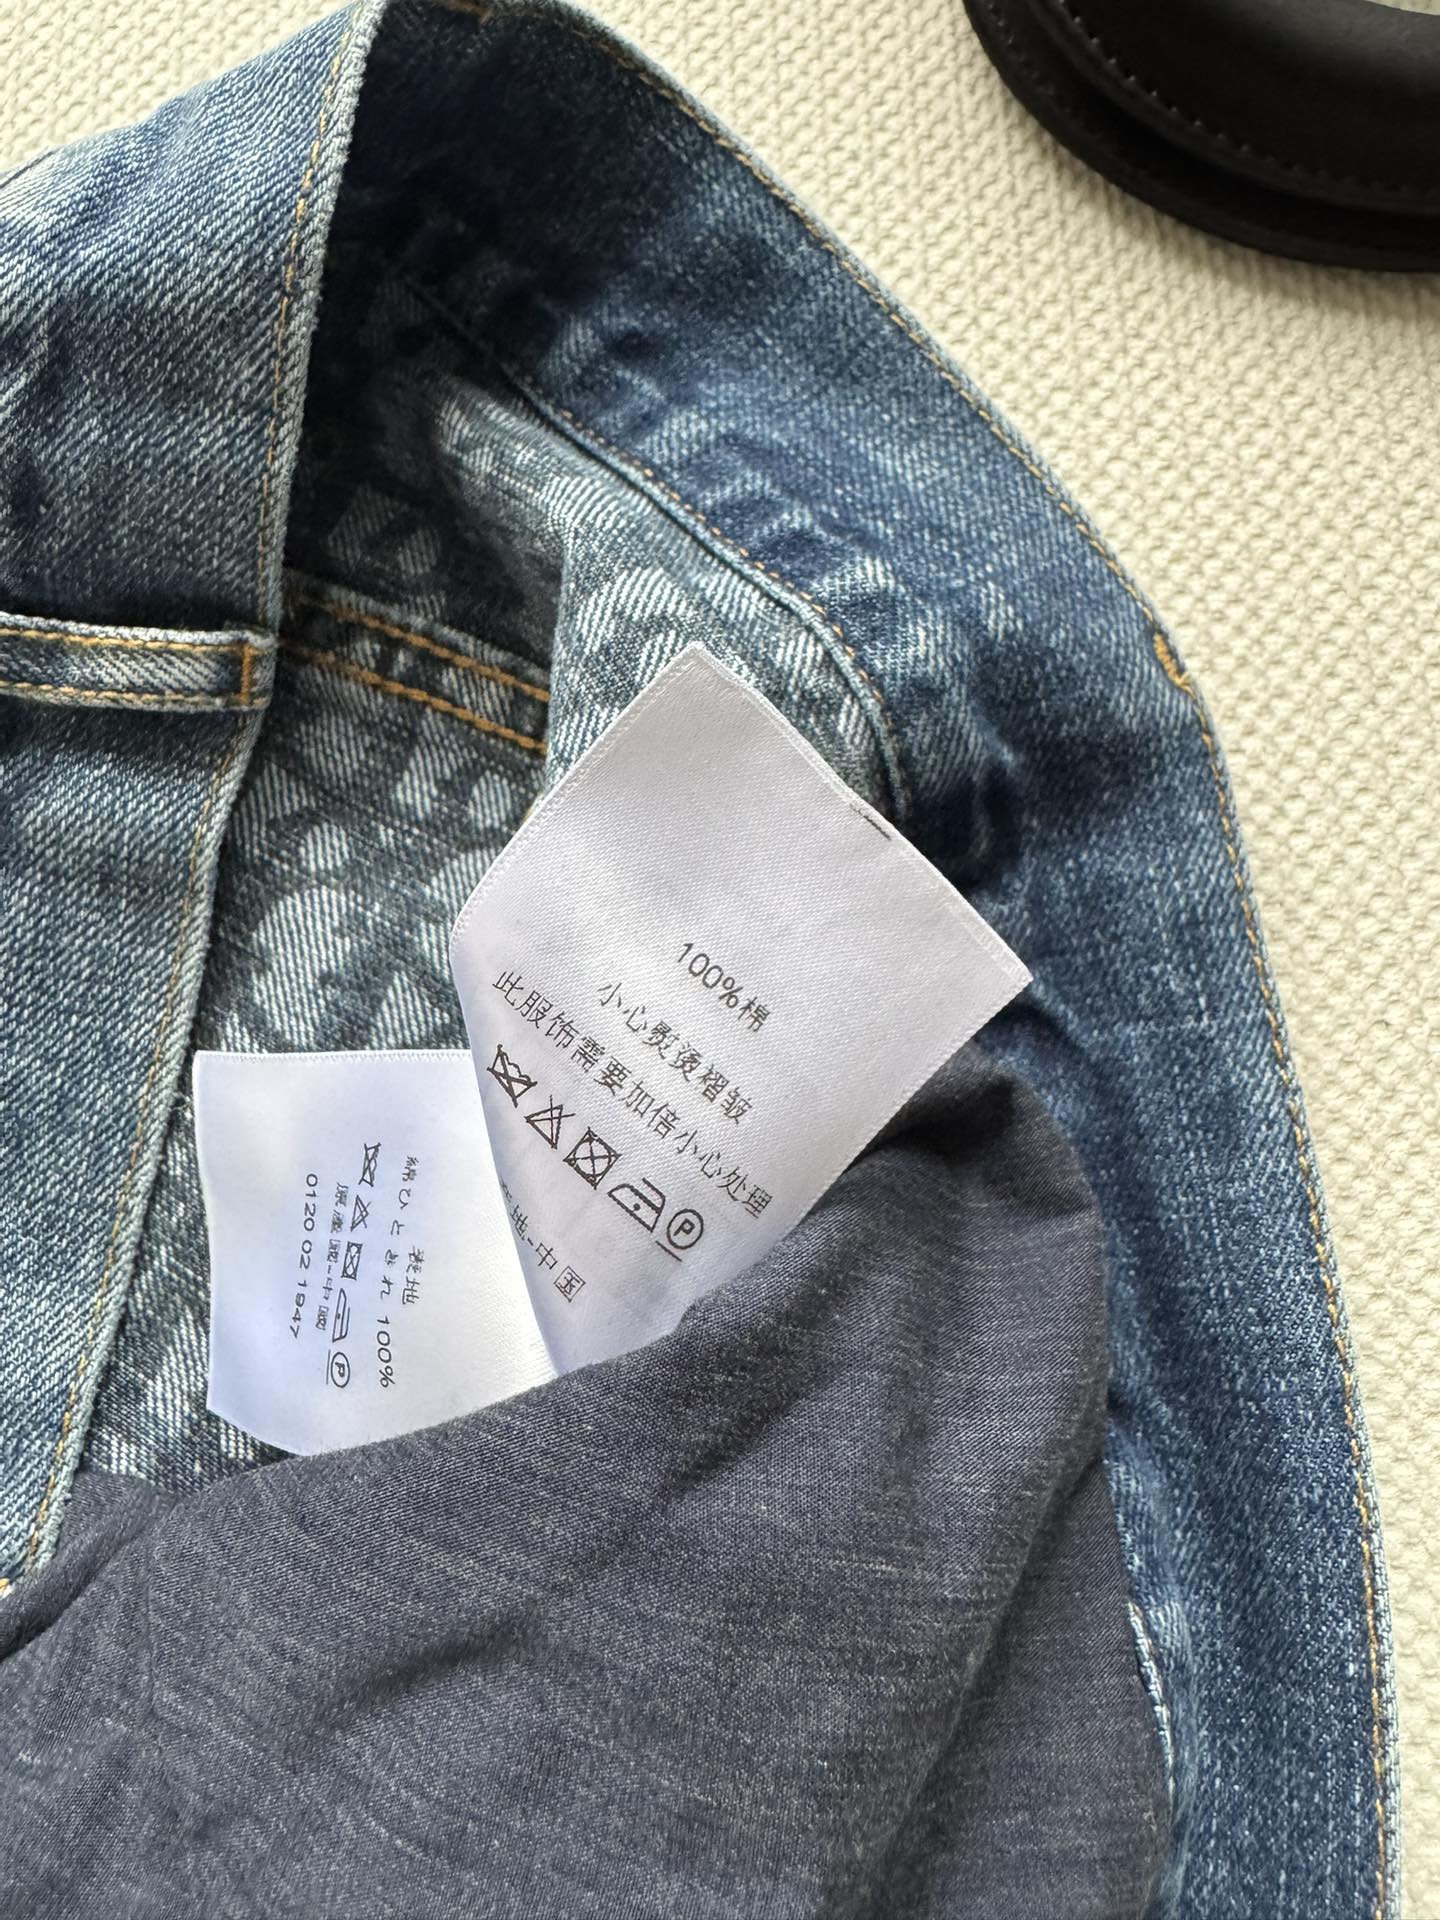 100%棉
小心熨烫褶皱
此服饰需要加倍小心处理
P
地-中国
表地
綿ひとされ 100%
P
原産国-中国
0120 02 1947